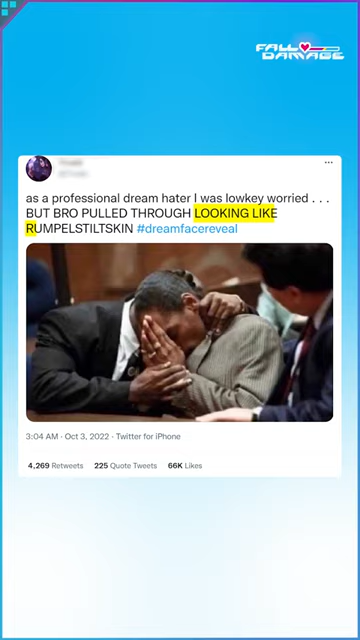 FALL DAMAGE
as a professional dream hater I was lowkey worried . . .
BUT BRO PULLED THROUGH LOOKING LIKE
RUMPELSTILTSKIN #dreamfacereveal
3:04 AM · Oct 3, 2022 · Twitter for iPhone
4,269 Retweets 225 Quote Tweets 66K Likes